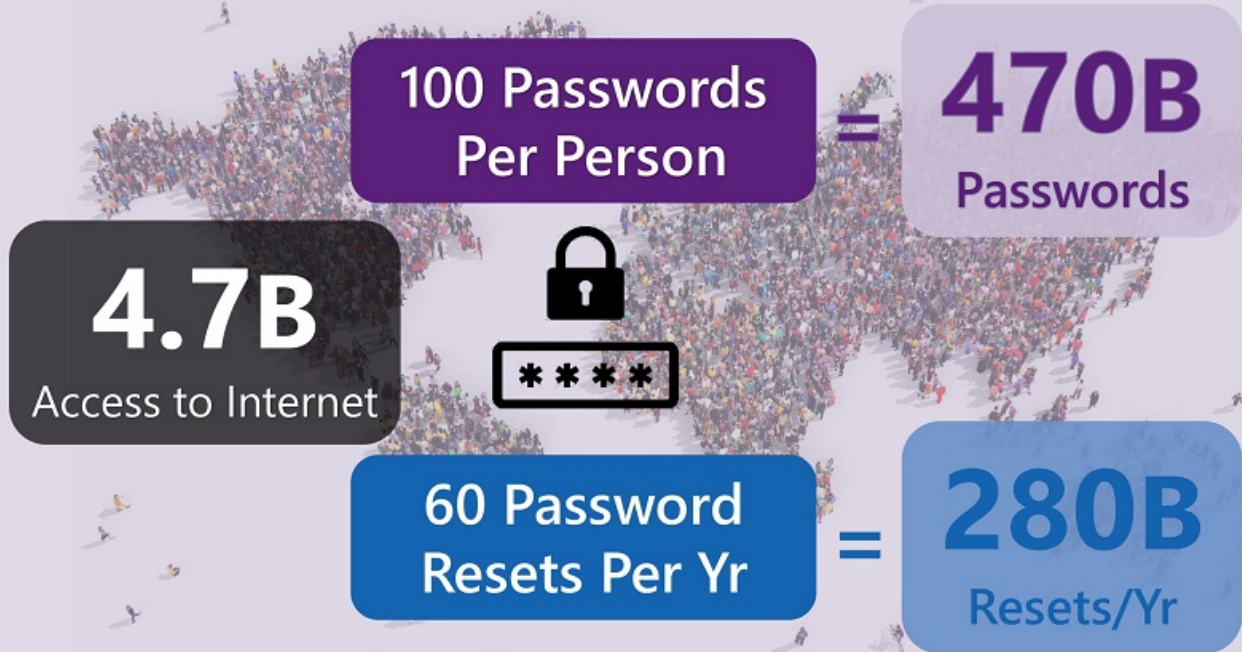 100 Passwords
Per Person
=
470B
Passwords
4.7B
Access to Internet
****
60 Password
Resets Per Yr
=
280B
Resets/Yr